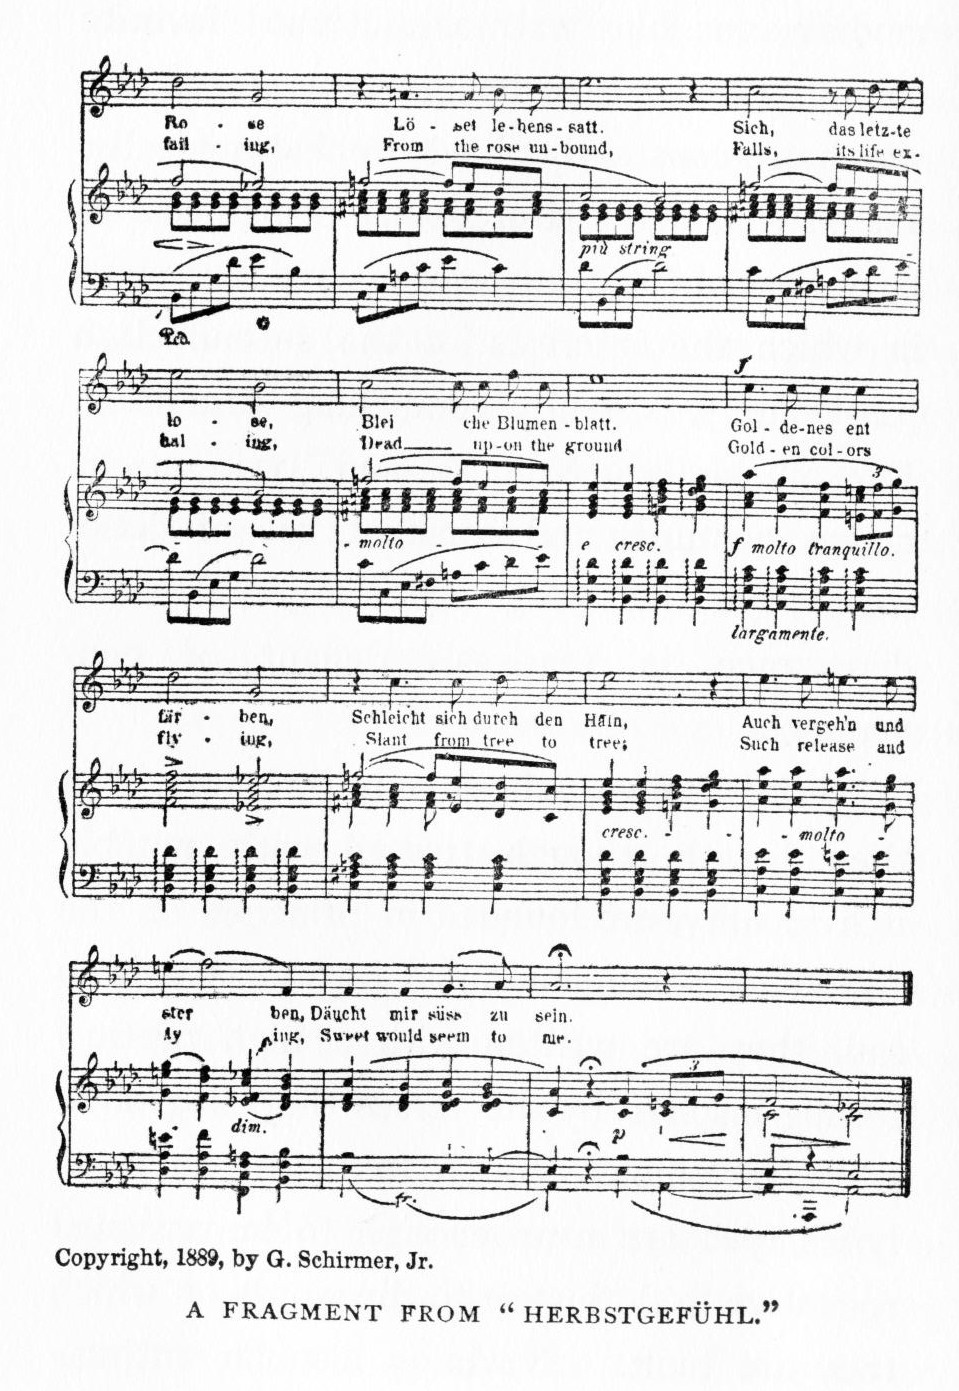 Ro - se Lö - set le-bens-satt. Sich, das letz-te
fail - ing, From the rose un-bound, Falls, its life ex-
più string
Ped.
f
lo - se, Blei che Blumen-blatt. Gol - de-nes ent
hal - ing, Dead up-on the ground Gold-en col-ors
3
- molto - - e cresc. f molto tranquillo.
largamente.
fär - ben, Schleicht sich durch den Hain, Auch vergeh'n und
fly - ing, Slant from tree to tree; Such release and
cresc. - - - molto -
ster ben, Däucht mir süss zu sein.
dy ing, Sweet would seem to me.
3
dim.
p
Copyright, 1889, by G. Schirmer, Jr.
A FRAGMENT FROM “HERBSTGEFÜHL.”